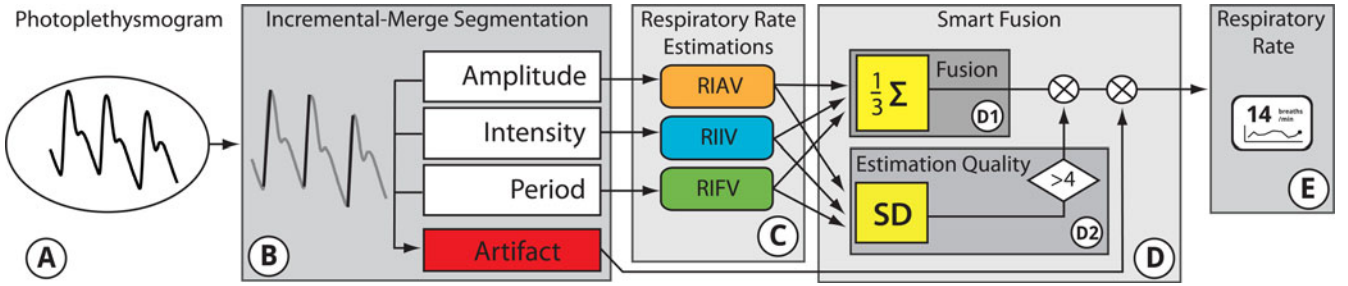 Photoplethysmogram
A
Incremental-Merge Segmentation
Amplitude
Intensity
Period
Artifact
B
Respiratory Rate
Estimations
RIAV
RIIV
RIFV
C
Smart Fusion
1/3 Σ
Fusion
D1
Estimation Quality
SD
>4
D2
D
Respiratory
Rate
14 breaths
/min
E